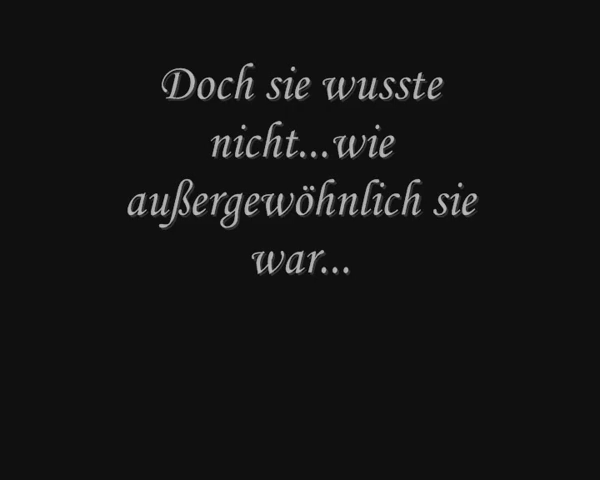 Doch sie wusste
nicht...wie
außergewöhnlich sie
war...